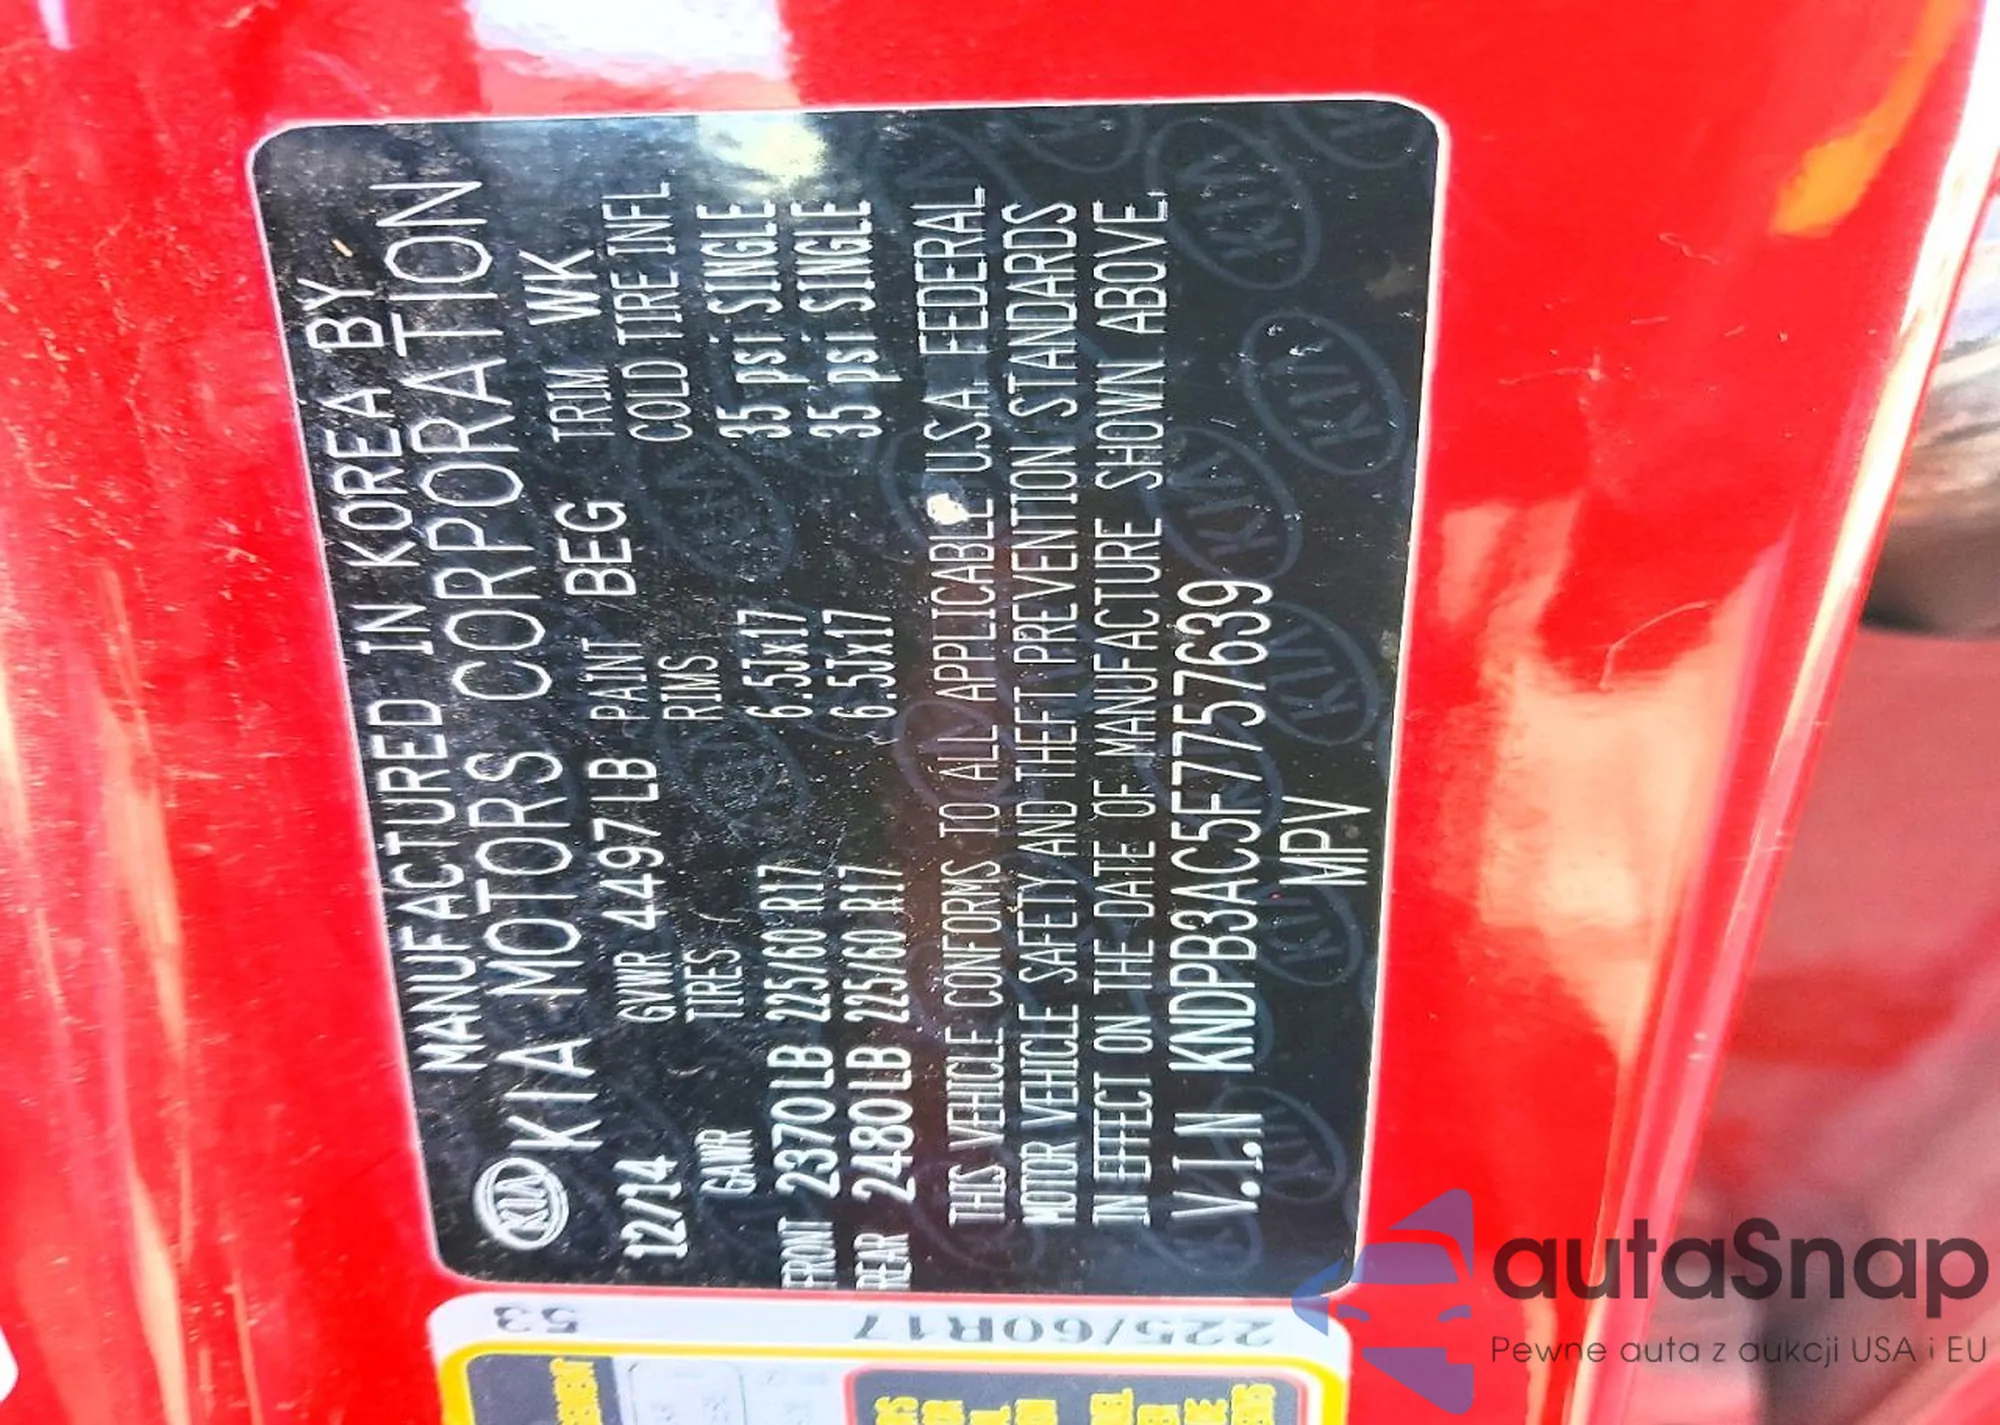 MANUFACTURED IN KOREA BY
KIA KIA MOTORS CORPORATION
12/14 GVWR 4497LB PAINT BEG TRIM WK
GAWR TIRES RIMS COLD TIRE INFL
FRONT 2370LB 225/60 R17 6.5Jx17 35 psi SINGLE
REAR 2480LB 225/60 R17 6.5Jx17 35 psi SINGLE
THIS VEHICLE CONFORMS TO ALL APPLICABLE U.S.A. FEDERAL
MOTOR VEHICLE SAFETY AND THEFT PREVENTION STANDARDS
IN EFFECT ON THE DATE OF MANUFACTURE SHOWN ABOVE.
V.I.N KNDPB3AC5F7757639
MPV
53
225/60R17
autaSnap
Pewne auta z aukcji USA i EU